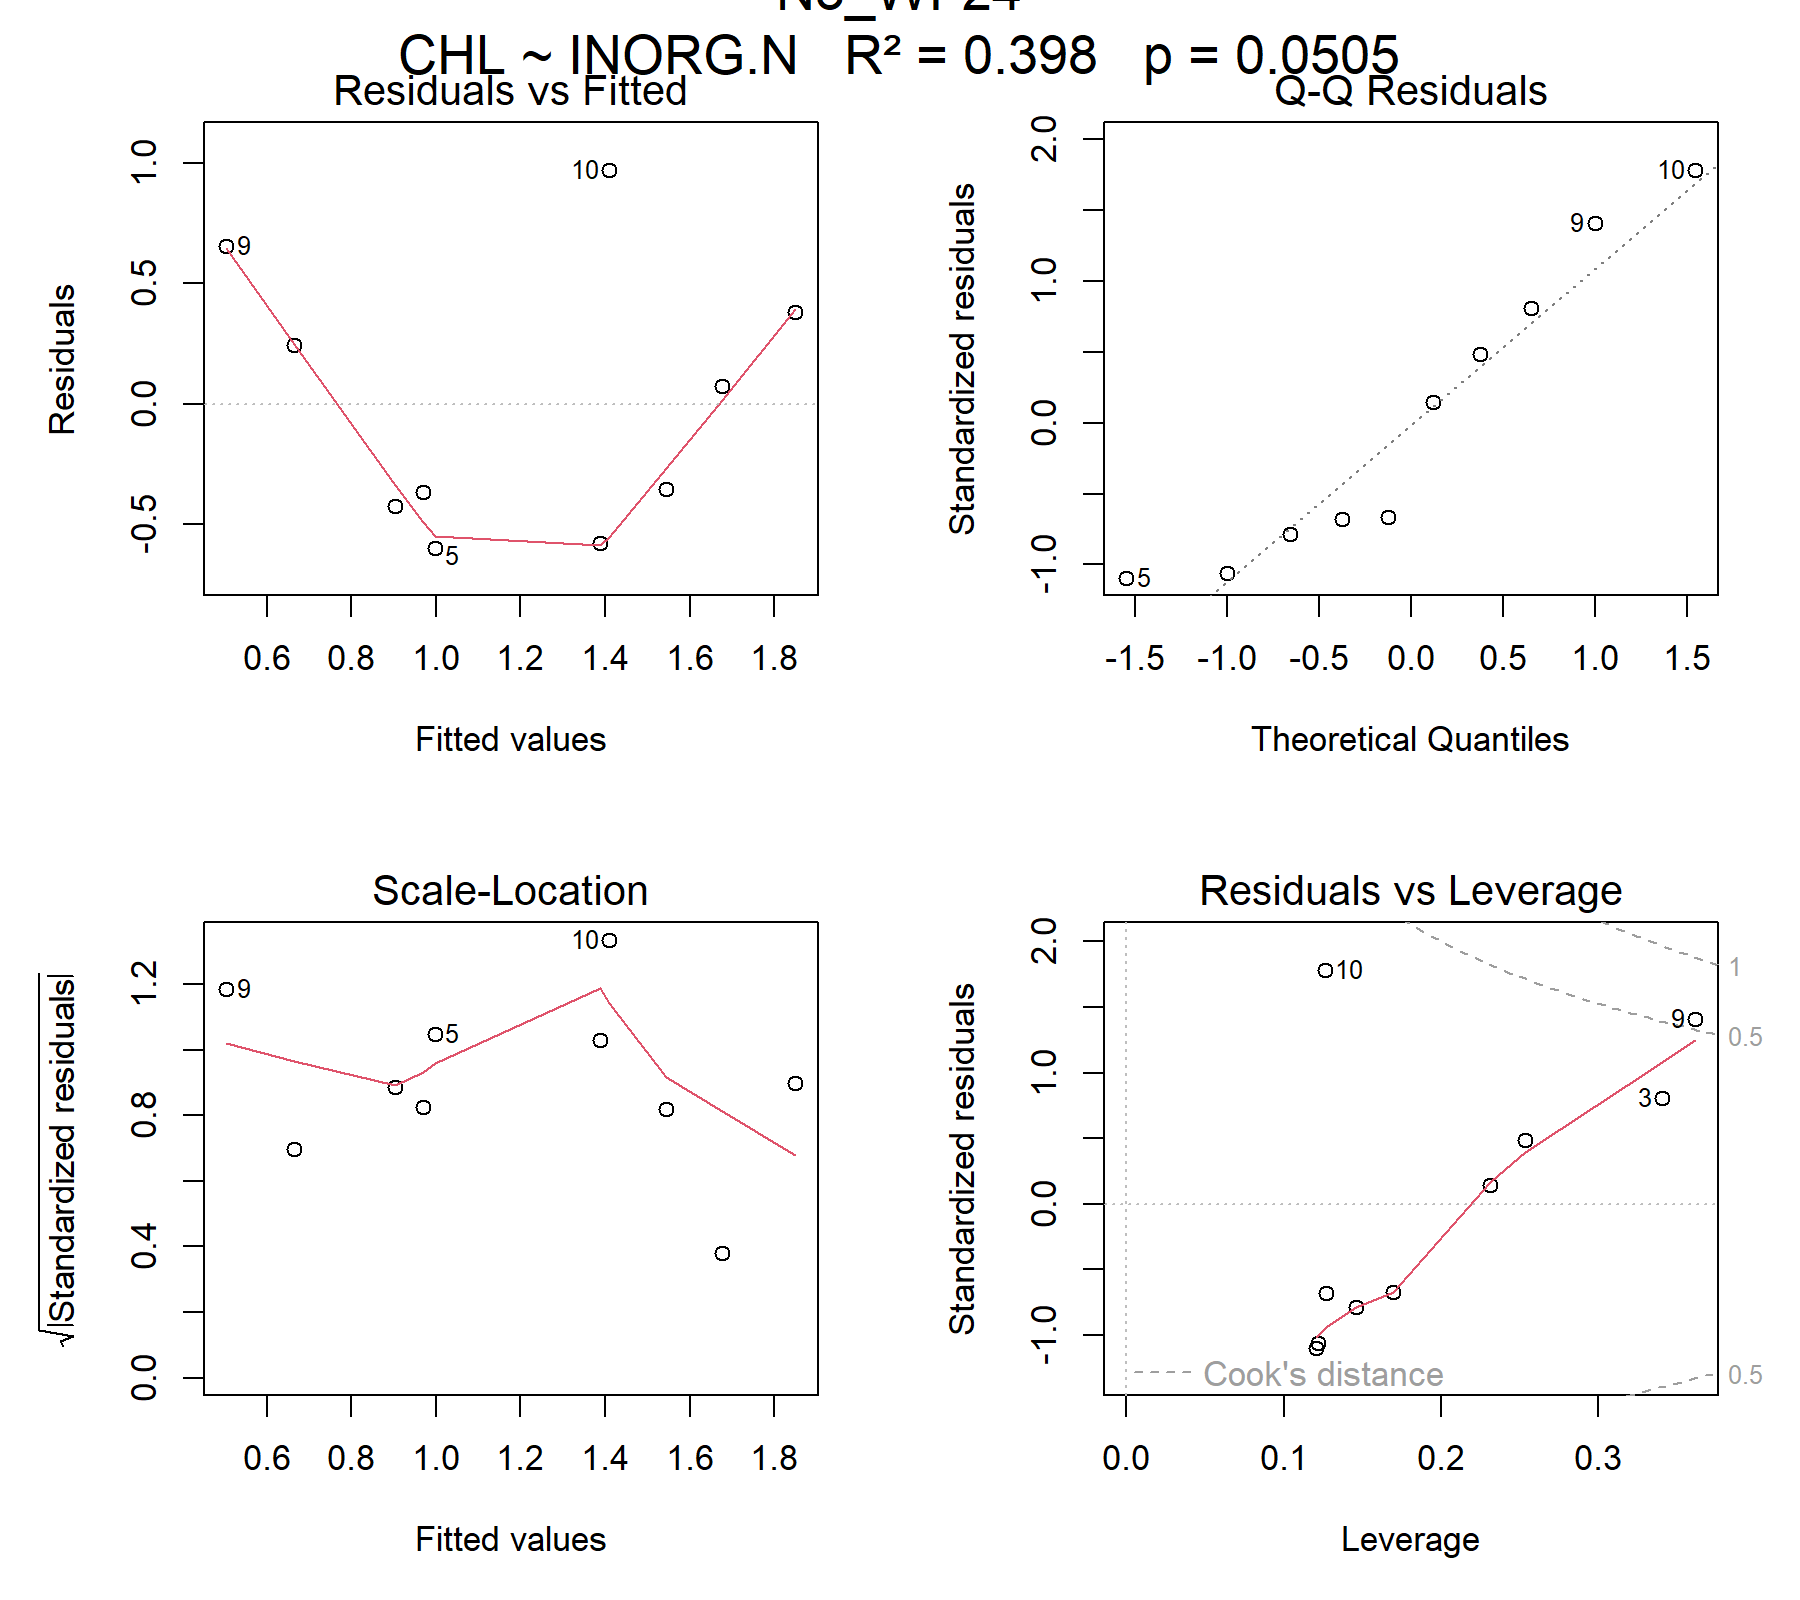 CHL ~ INORG.N R² = 0.398 p = 0.0505
Residuals vs Fitted
1.0
0.5
0.0
-0.5
Residuals
10
9
5
0.6 0.8 1.0 1.2 1.4 1.6 1.8
Fitted values
Q-Q Residuals
2.0
1.0
0.0
-1.0
Standardized residuals
10
9
5
-1.5 -1.0 -0.5 0.0 0.5 1.0 1.5
Theoretical Quantiles
Scale-Location
1.2
0.8
0.4
0.0
√|Standardized residuals|
10
9
5
0.6 0.8 1.0 1.2 1.4 1.6 1.8
Fitted values
Residuals vs Leverage
2.0
1.0
0.0
-1.0
Standardized residuals
10
9
3
1
0.5
0.5
Cook's distance
0.0 0.1 0.2 0.3
Leverage